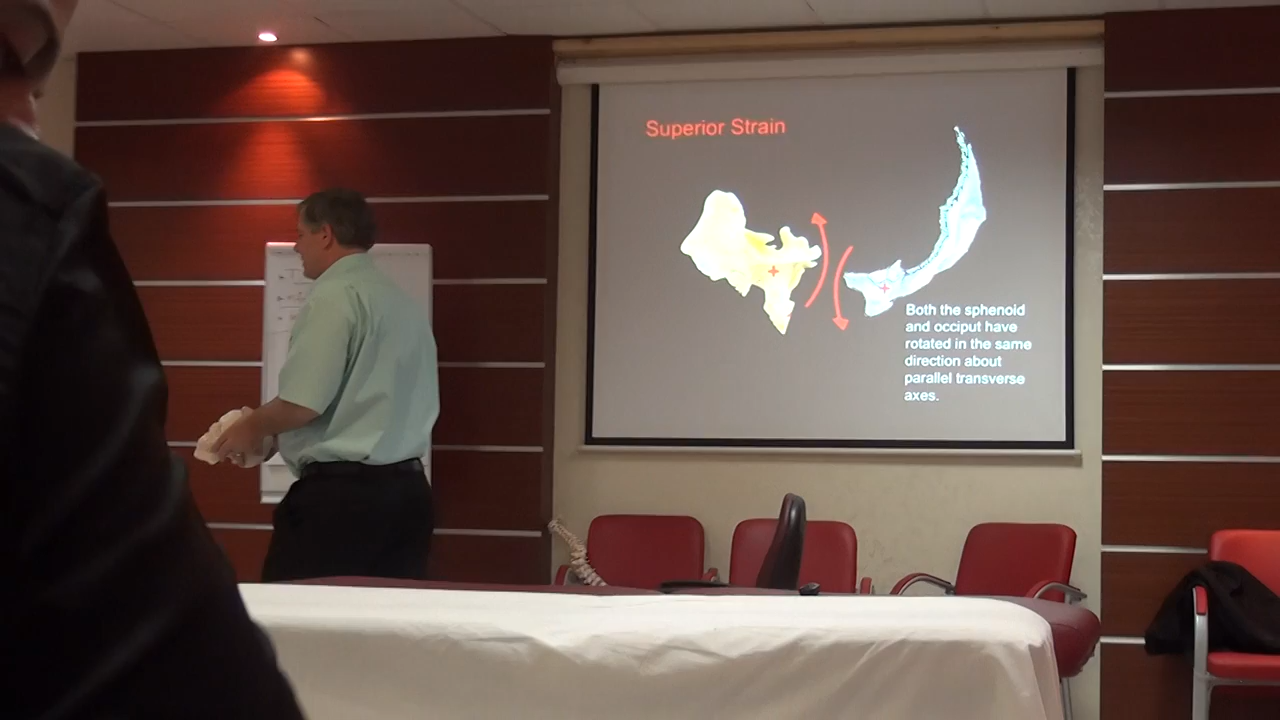 Superior Strain
Both the sphenoid
and occiput have
rotated in the same
direction about
parallel transverse
axes.